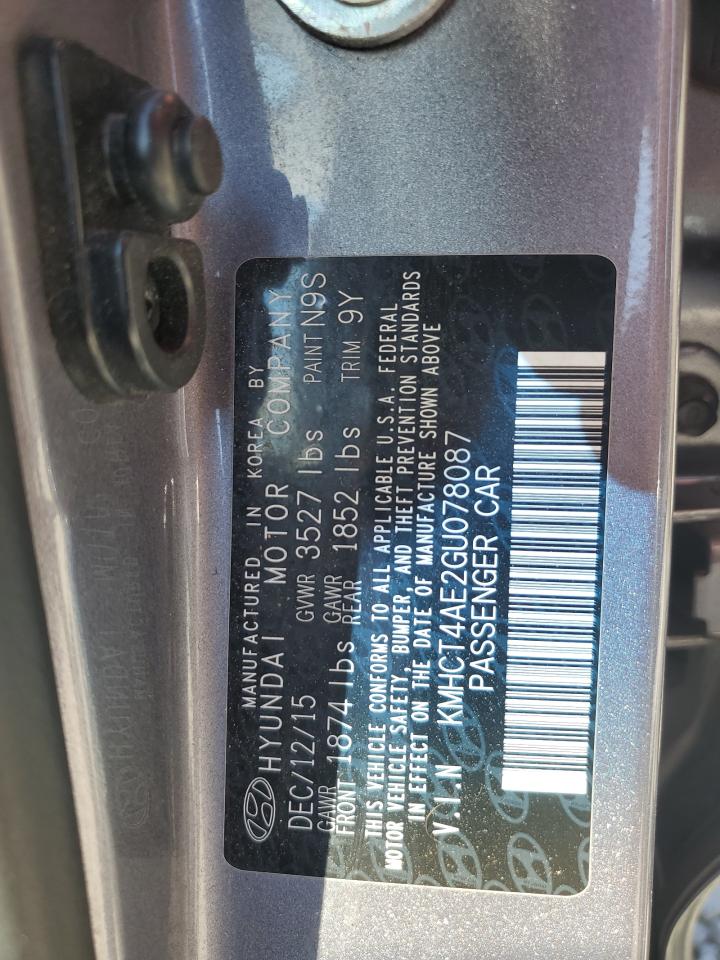 MANUFACTURED IN KOREA BY
HYUNDAI MOTOR COMPANY
DEC/12/15 GVWR 3527 lbs PAINT N9S
GAWR FRONT 1874 lbs GAWR REAR 1852 lbs TRIM 9Y
THIS VEHICLE CONFORMS TO ALL APPLICABLE U.S.A. FEDERAL
MOTOR VEHICLE SAFETY, BUMPER, AND THEFT PREVENTION STANDARDS
IN EFFECT ON THE DATE OF MANUFACTURE SHOWN ABOVE
V.I.N KMHCT4AE2GU078087
PASSENGER CAR